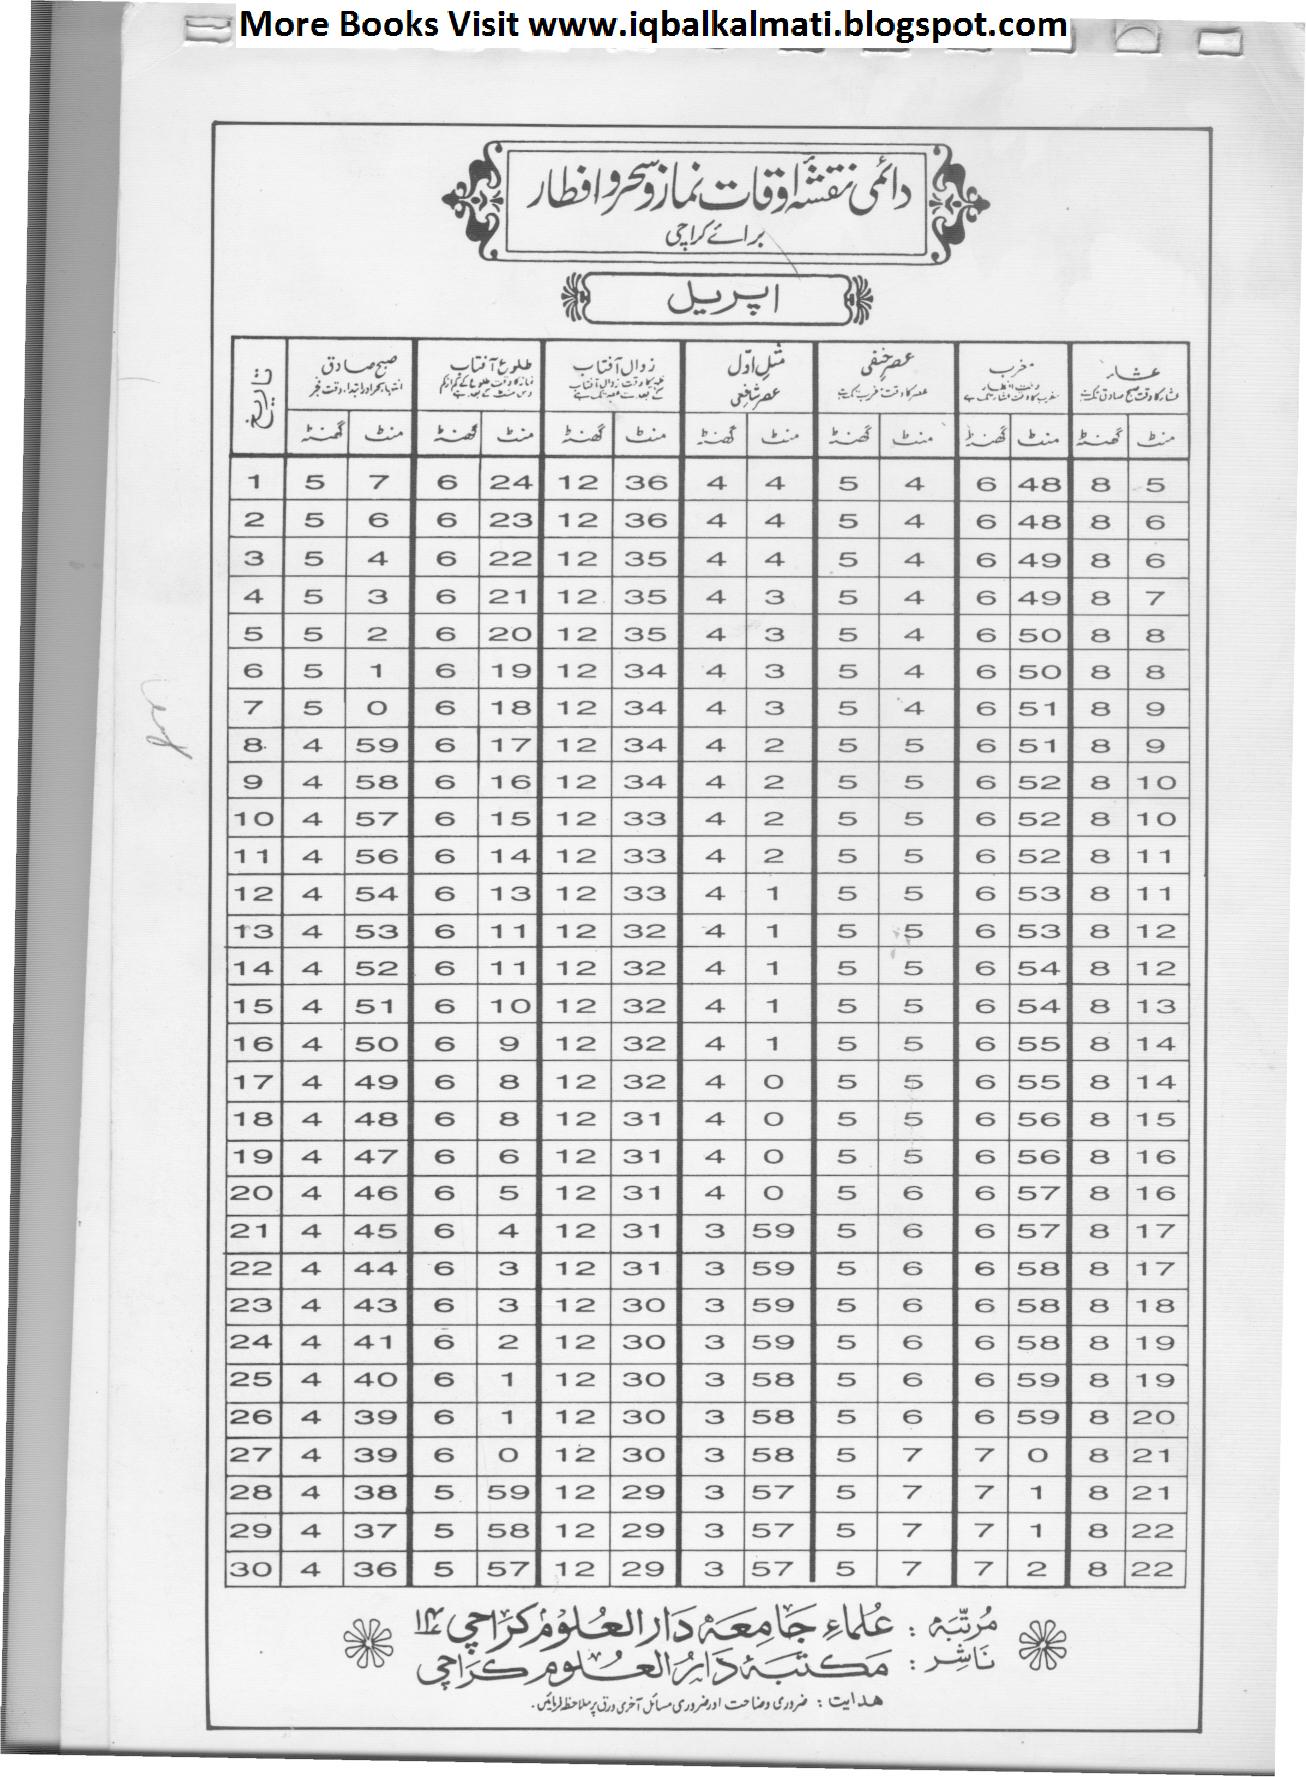 More Books Visit www.iqbalkalmati.blogspot.com
دائمی نقشۂ اوقات نماز و سحر و افطار
برائے کراچی
اپریل
تاریخ صبح صادق طلوع آفتاب زوال آفتاب مثل اوّل عصر شافعی عصر حنفی مغرب عشاء
گھنٹہ منٹ گھنٹہ منٹ گھنٹہ منٹ گھنٹہ منٹ گھنٹہ منٹ گھنٹہ منٹ گھنٹہ منٹ
1 5 7 6 24 12 36 4 4 5 4 6 48 8 5
2 5 6 6 23 12 36 4 4 5 4 6 48 8 6
3 5 4 6 22 12 35 4 4 5 4 6 49 8 6
4 5 3 6 21 12 35 4 3 5 4 6 49 8 7
5 5 2 6 20 12 35 4 3 5 4 6 50 8 8
6 5 1 6 19 12 34 4 3 5 4 6 50 8 8
7 5 0 6 18 12 34 4 3 5 4 6 51 8 9
8 4 59 6 17 12 34 4 2 5 5 6 51 8 9
9 4 58 6 16 12 34 4 2 5 5 6 52 8 10
10 4 57 6 15 12 33 4 2 5 5 6 52 8 10
11 4 56 6 14 12 33 4 2 5 5 6 52 8 11
12 4 54 6 13 12 33 4 1 5 5 6 53 8 11
13 4 53 6 11 12 32 4 1 5 5 6 53 8 12
14 4 52 6 11 12 32 4 1 5 5 6 54 8 12
15 4 51 6 10 12 32 4 1 5 5 6 54 8 13
16 4 50 6 9 12 32 4 1 5 5 6 55 8 14
17 4 49 6 8 12 32 4 0 5 5 6 55 8 14
18 4 48 6 8 12 31 4 0 5 5 6 56 8 15
19 4 47 6 6 12 31 4 0 5 5 6 56 8 16
20 4 46 6 5 12 31 4 0 5 6 6 57 8 16
21 4 45 6 4 12 31 3 59 5 6 6 57 8 17
22 4 44 6 3 12 31 3 59 5 6 6 58 8 17
23 4 43 6 3 12 30 3 59 5 6 6 58 8 18
24 4 41 6 2 12 30 3 59 5 6 6 58 8 19
25 4 40 6 1 12 30 3 58 5 6 6 59 8 19
26 4 39 6 1 12 30 3 58 5 6 6 59 8 20
27 4 39 6 0 12 30 3 58 5 7 7 0 8 21
28 4 38 5 59 12 29 3 57 5 7 7 1 8 21
29 4 37 5 58 12 29 3 57 5 7 7 1 8 22
30 4 36 5 57 12 29 3 57 5 7 7 2 8 22
مرتّبہ : عُلماءِ جامعہ دارالعلوم کراچی ۱۴
ناشر : مکتبۂ دارالعلوم کراچی
هدایت : ضروری وضاحت اور ضروری مسائل آخری ورق پر ملاحظہ فرمائیں۔